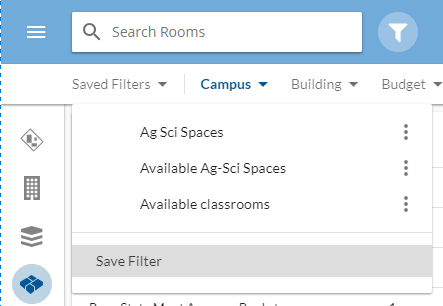 Search Rooms
Saved Filters Campus Building Budget
Ag Sci Spaces
Available Ag-Sci Spaces
Available classrooms
Save Filter